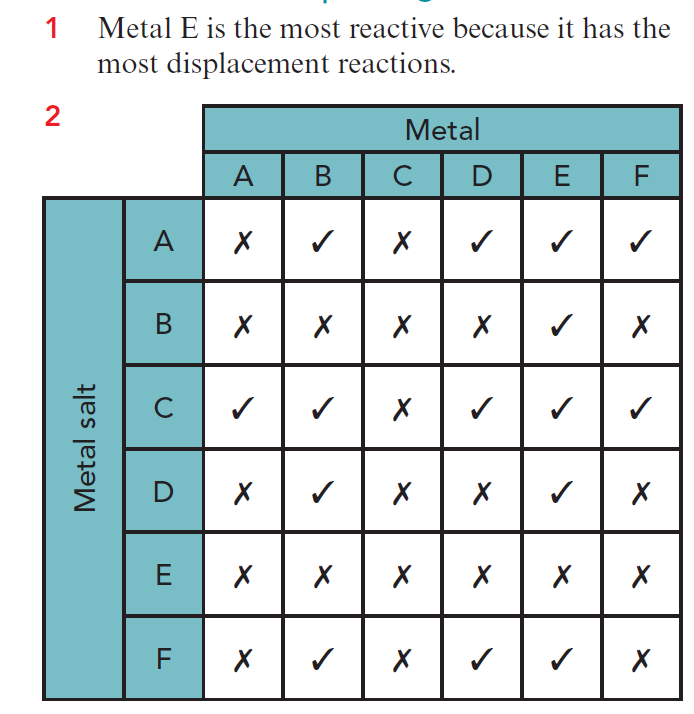 1 Metal E is the most reactive because it has the
most displacement reactions.
2
Metal
A B C D E F
Metal salt
A ✗ ✓ ✗ ✓ ✓ ✓
B ✗ ✗ ✗ ✗ ✓ ✗
C ✓ ✓ ✗ ✓ ✓ ✓
D ✗ ✓ ✗ ✗ ✓ ✗
E ✗ ✗ ✗ ✗ ✗ ✗
F ✗ ✓ ✗ ✓ ✓ ✗